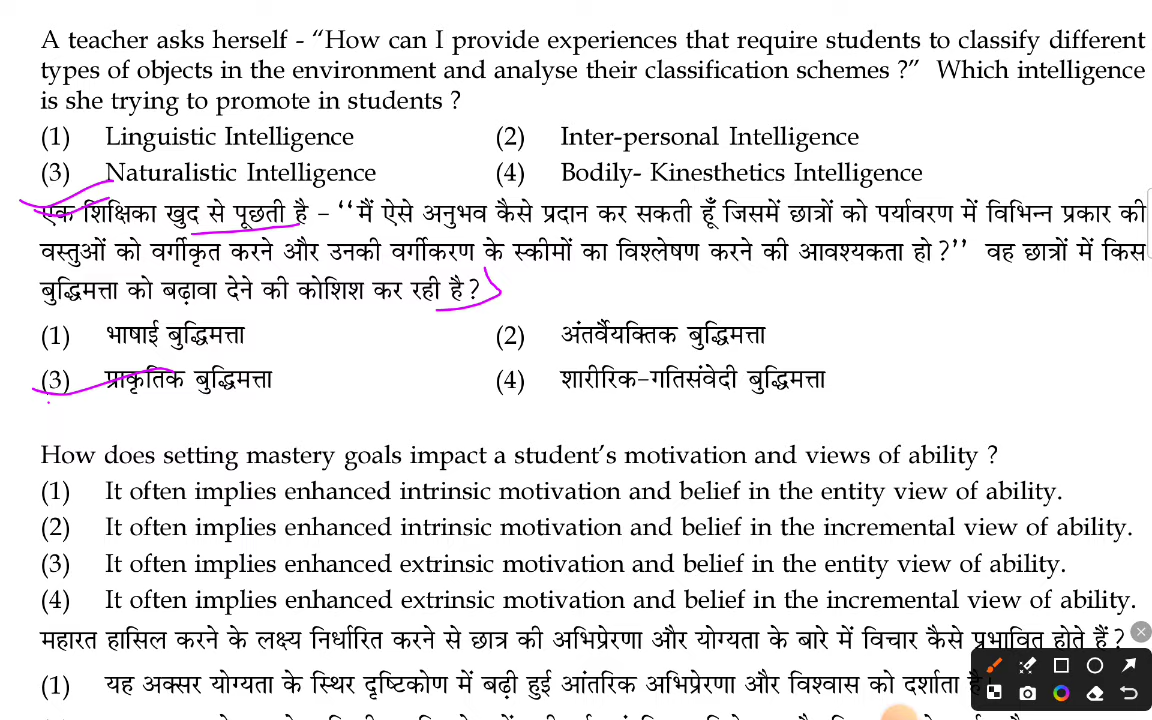 A teacher asks herself - “How can I provide experiences that require students to classify different
types of objects in the environment and analyse their classification schemes ?” Which intelligence
is she trying to promote in students ?
(1) Linguistic Intelligence (2) Inter-personal Intelligence
(3) Naturalistic Intelligence (4) Bodily- Kinesthetics Intelligence
एक शिक्षिका खुद से पूछती है - ‘‘मैं ऐसे अनुभव कैसे प्रदान कर सकती हूँ जिसमें छात्रों को पर्यावरण में विभिन्न प्रकार की
वस्तुओं को वर्गीकृत करने और उनकी वर्गीकरण के स्कीमों का विश्लेषण करने की आवश्यकता हो ?’’ वह छात्रों में किस
बुद्धिमत्ता को बढ़ावा देने की कोशिश कर रही है ?
(1) भाषाई बुद्धिमत्ता (2) अंतर्वैयक्तिक बुद्धिमत्ता
(3) प्राकृतिक बुद्धिमत्ता (4) शारीरिक-गतिसंवेदी बुद्धिमत्ता
How does setting mastery goals impact a student’s motivation and views of ability ?
(1) It often implies enhanced intrinsic motivation and belief in the entity view of ability.
(2) It often implies enhanced intrinsic motivation and belief in the incremental view of ability.
(3) It often implies enhanced extrinsic motivation and belief in the entity view of ability.
(4) It often implies enhanced extrinsic motivation and belief in the incremental view of ability.
महारत हासिल करने के लक्ष्य निर्धारित करने से छात्र की अभिप्रेरणा और योग्यता के बारे में विचार कैसे प्रभावित होते हैं ?
(1) यह अक्सर योग्यता के स्थिर दृष्टिकोण में बढ़ी हुई आंतरिक अभिप्रेरणा और विश्वास को दर्शाता है।